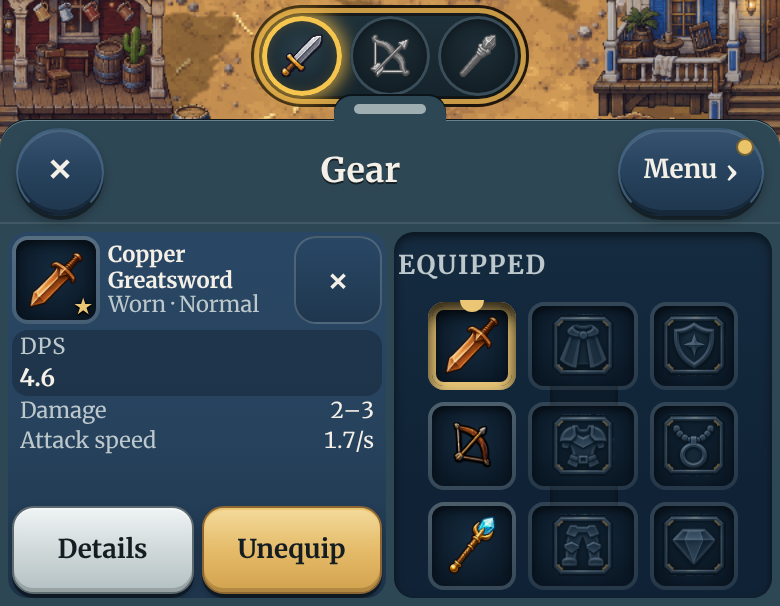 Gear
Menu ›
Copper
Greatsword
Worn · Normal
DPS
4.6
Damage 2–3
Attack speed 1.7/s
Details
Unequip
EQUIPPED